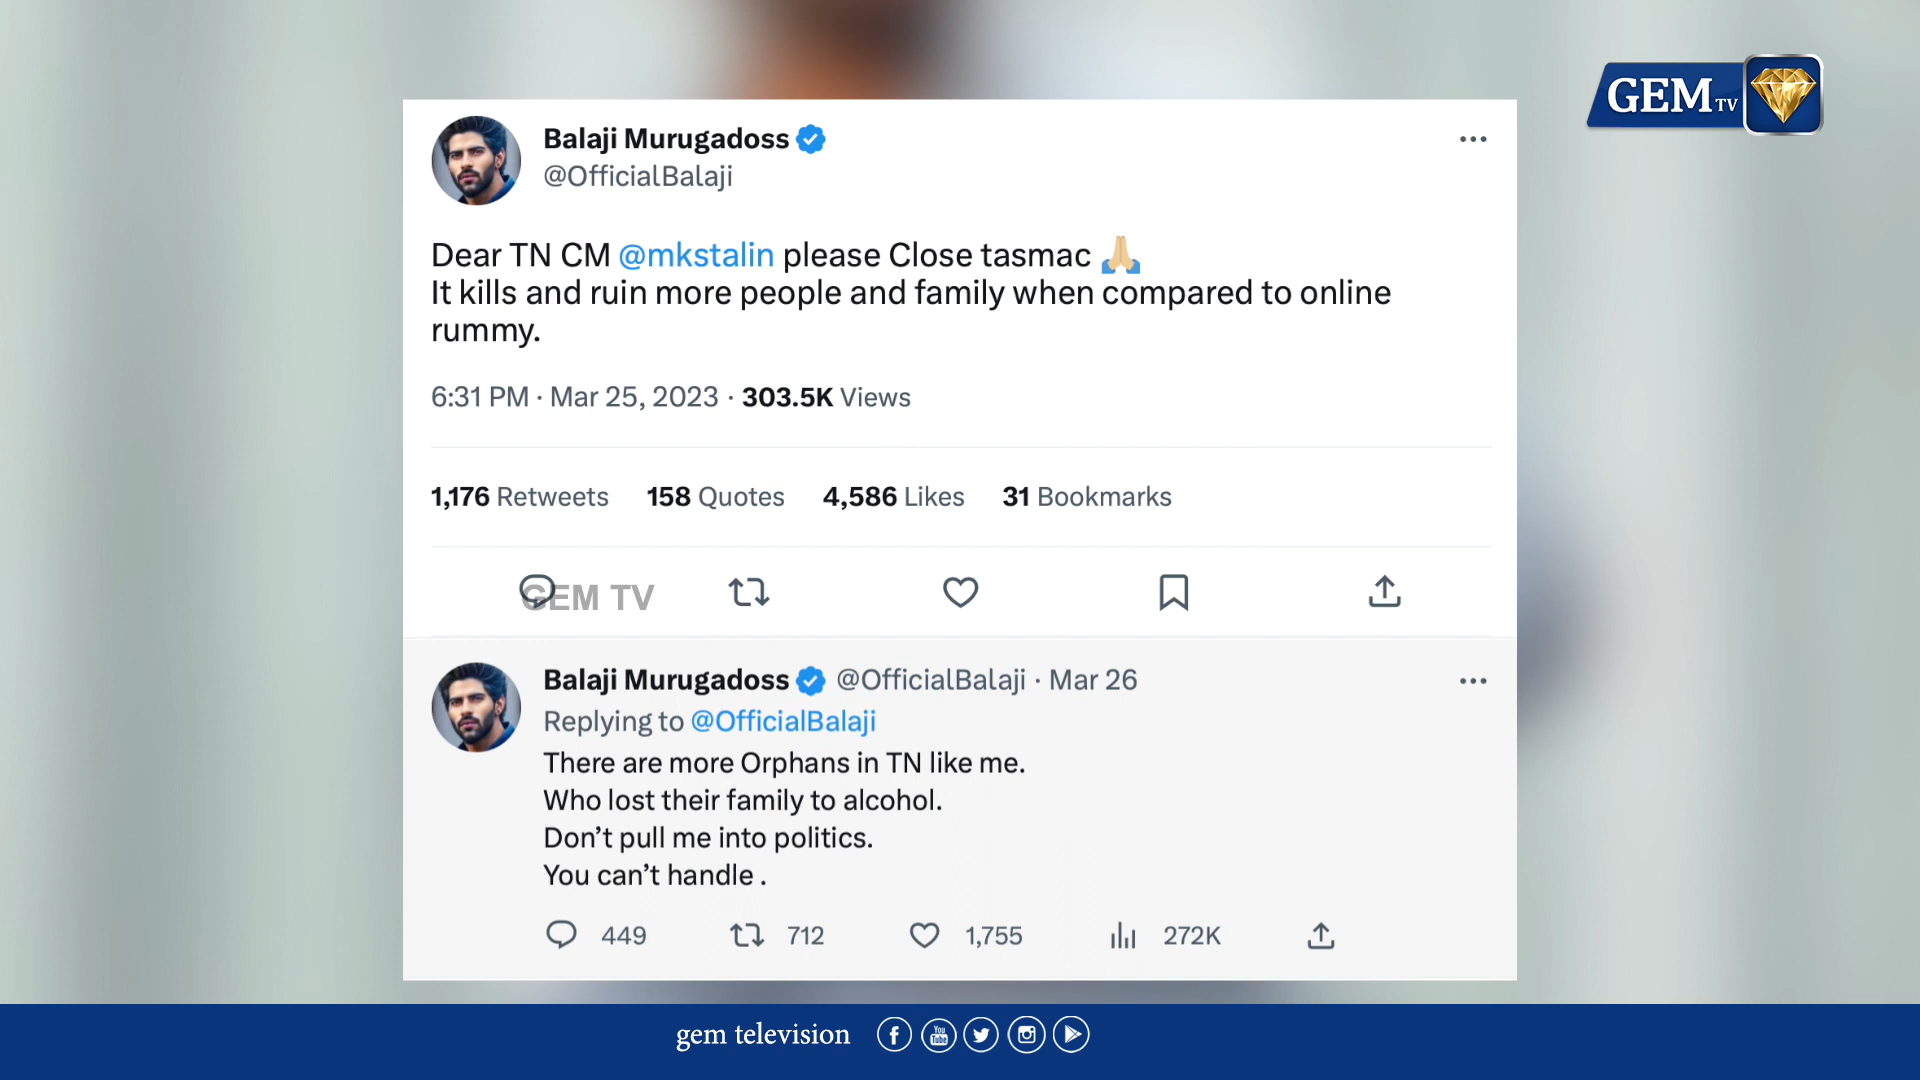 GEM TV
Balaji Murugadoss
@OfficialBalaji
Dear TN CM @mkstalin please Close tasmac 🙏🏼
It kills and ruin more people and family when compared to online
rummy.
6:31 PM · Mar 25, 2023 · 303.5K Views
1,176 Retweets 158 Quotes 4,586 Likes 31 Bookmarks
GEM TV
Balaji Murugadoss @OfficialBalaji · Mar 26
Replying to @OfficialBalaji
There are more Orphans in TN like me.
Who lost their family to alcohol.
Don’t pull me into politics.
You can’t handle .
449 712 1,755 272K
gem television
You Tube